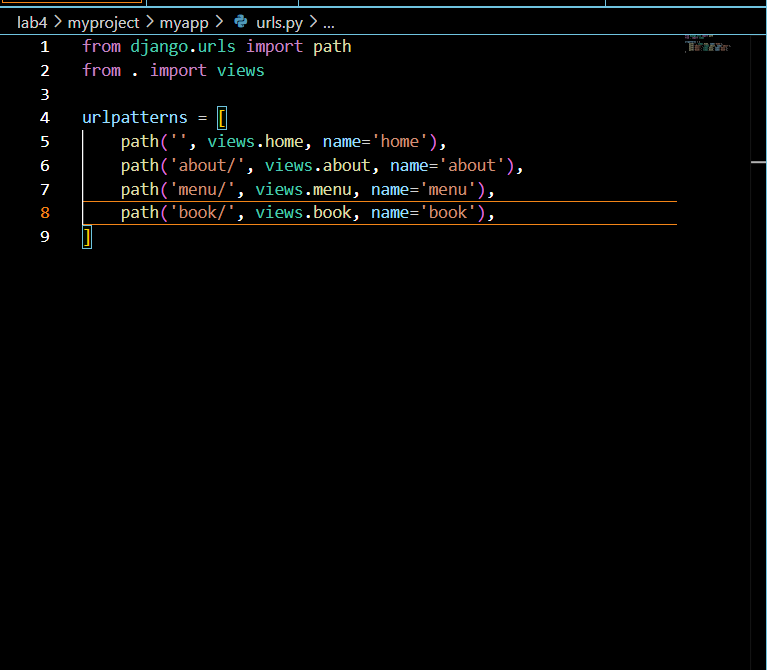 lab4 > myproject > myapp > urls.py > ...
1 from django.urls import path
2 from . import views
3
4 urlpatterns = [
5     path('', views.home, name='home'),
6     path('about/', views.about, name='about'),
7     path('menu/', views.menu, name='menu'),
8     path('book/', views.book, name='book'),
9 ]